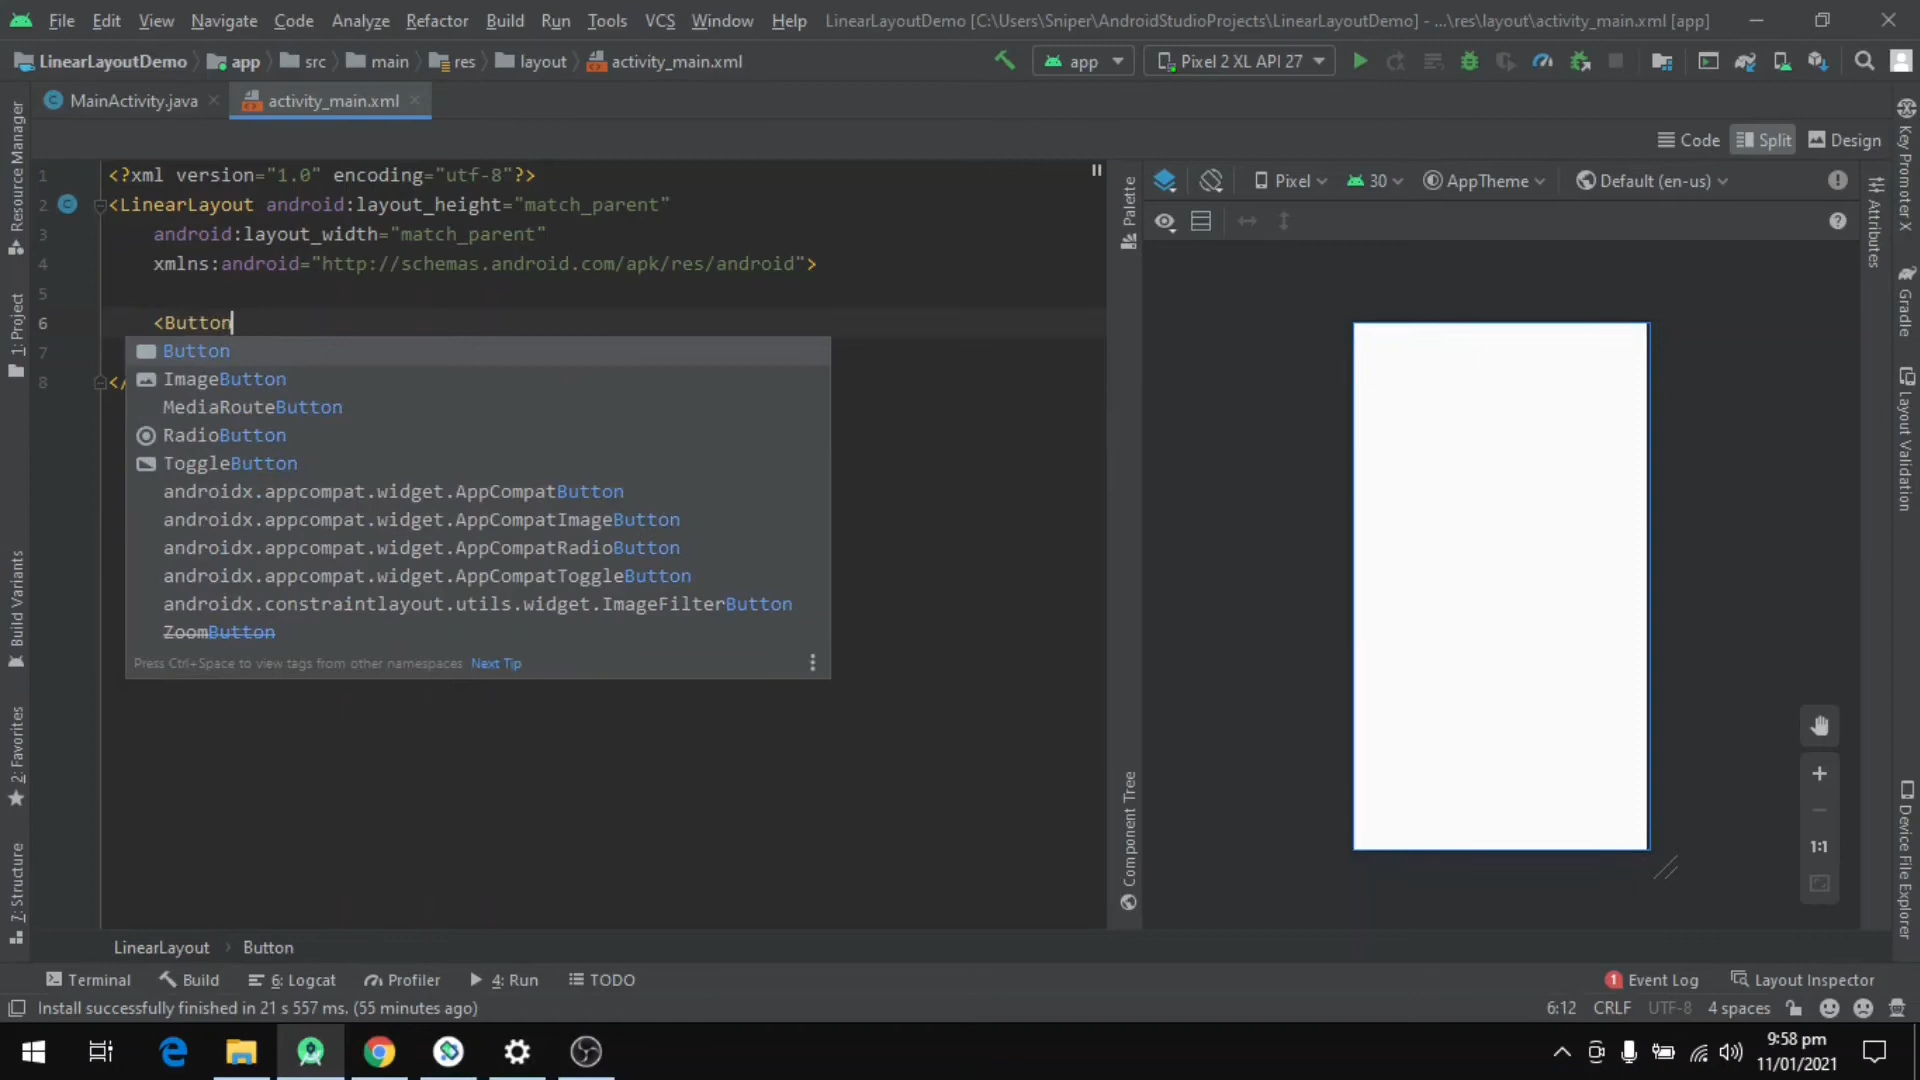 File Edit View Navigate Code Analyze Refactor Build Run Tools VCS Window Help LinearLayoutDemo [C:\Users\Sniper\AndroidStudioProjects\LinearLayoutDemo] - ...\res\layout\activity_main.xml [app]
LinearLayoutDemo app src main res layout activity_main.xml app Pixel 2 XL API 27
MainActivity.java activity_main.xml
Code Split Design
Pixel 30 AppTheme Default (en-us)
1 <?xml version="1.0" encoding="utf-8"?>
2 <LinearLayout android:layout_height="match_parent"
3 android:layout_width="match_parent"
4 xmlns:android="http://schemas.android.com/apk/res/android">
5
6 <Button
7
8 </
Button
ImageButton
MediaRouteButton
RadioButton
ToggleButton
androidx.appcompat.widget.AppCompatButton
androidx.appcompat.widget.AppCompatImageButton
androidx.appcompat.widget.AppCompatRadioButton
androidx.appcompat.widget.AppCompatToggleButton
androidx.constraintlayout.utils.widget.ImageFilterButton
ZoomButton
Press Ctrl+Space to view tags from other namespaces Next Tip
Resource Manager
1: Project
Build Variants
2: Favorites
7: Structure
Palette
Component Tree
1:1
Attributes
Key Promoter X
Gradle
Layout Validation
Device File Explorer
LinearLayout Button
Terminal Build 6: Logcat Profiler 4: Run TODO 1 Event Log Layout Inspector
Install successfully finished in 21 s 557 ms. (55 minutes ago) 6:12 CRLF UTF-8 4 spaces
9:58 pm
11/01/2021